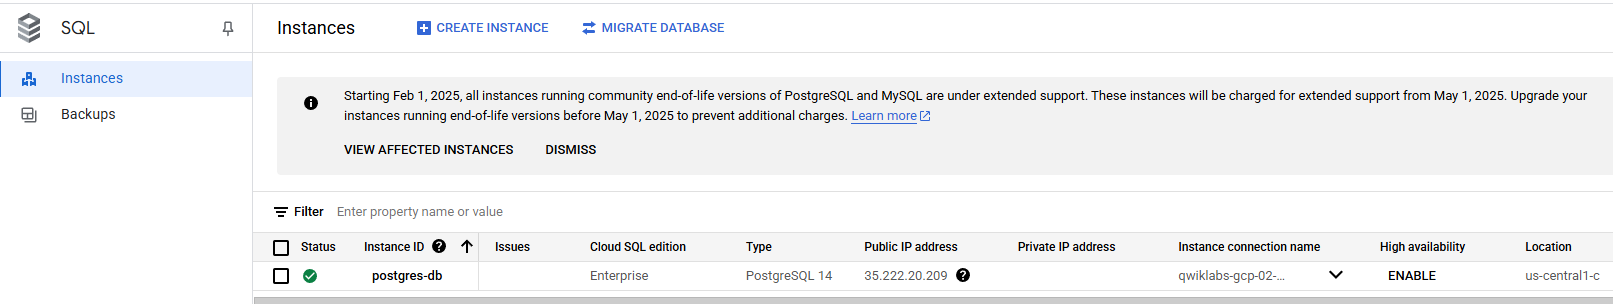 SQL
Instances
CREATE INSTANCE
MIGRATE DATABASE
Instances
Backups
Starting Feb 1, 2025, all instances running community end-of-life versions of PostgreSQL and MySQL are under extended support. These instances will be charged for extended support from May 1, 2025. Upgrade your
instances running end-of-life versions before May 1, 2025 to prevent additional charges. Learn more
VIEW AFFECTED INSTANCES DISMISS
Filter Enter property name or value
Status Instance ID ? Issues Cloud SQL edition Type Public IP address Private IP address Instance connection name High availability Location
postgres-db Enterprise PostgreSQL 14 35.222.20.209 ? qwiklabs-gcp-02-... ENABLE us-central1-c